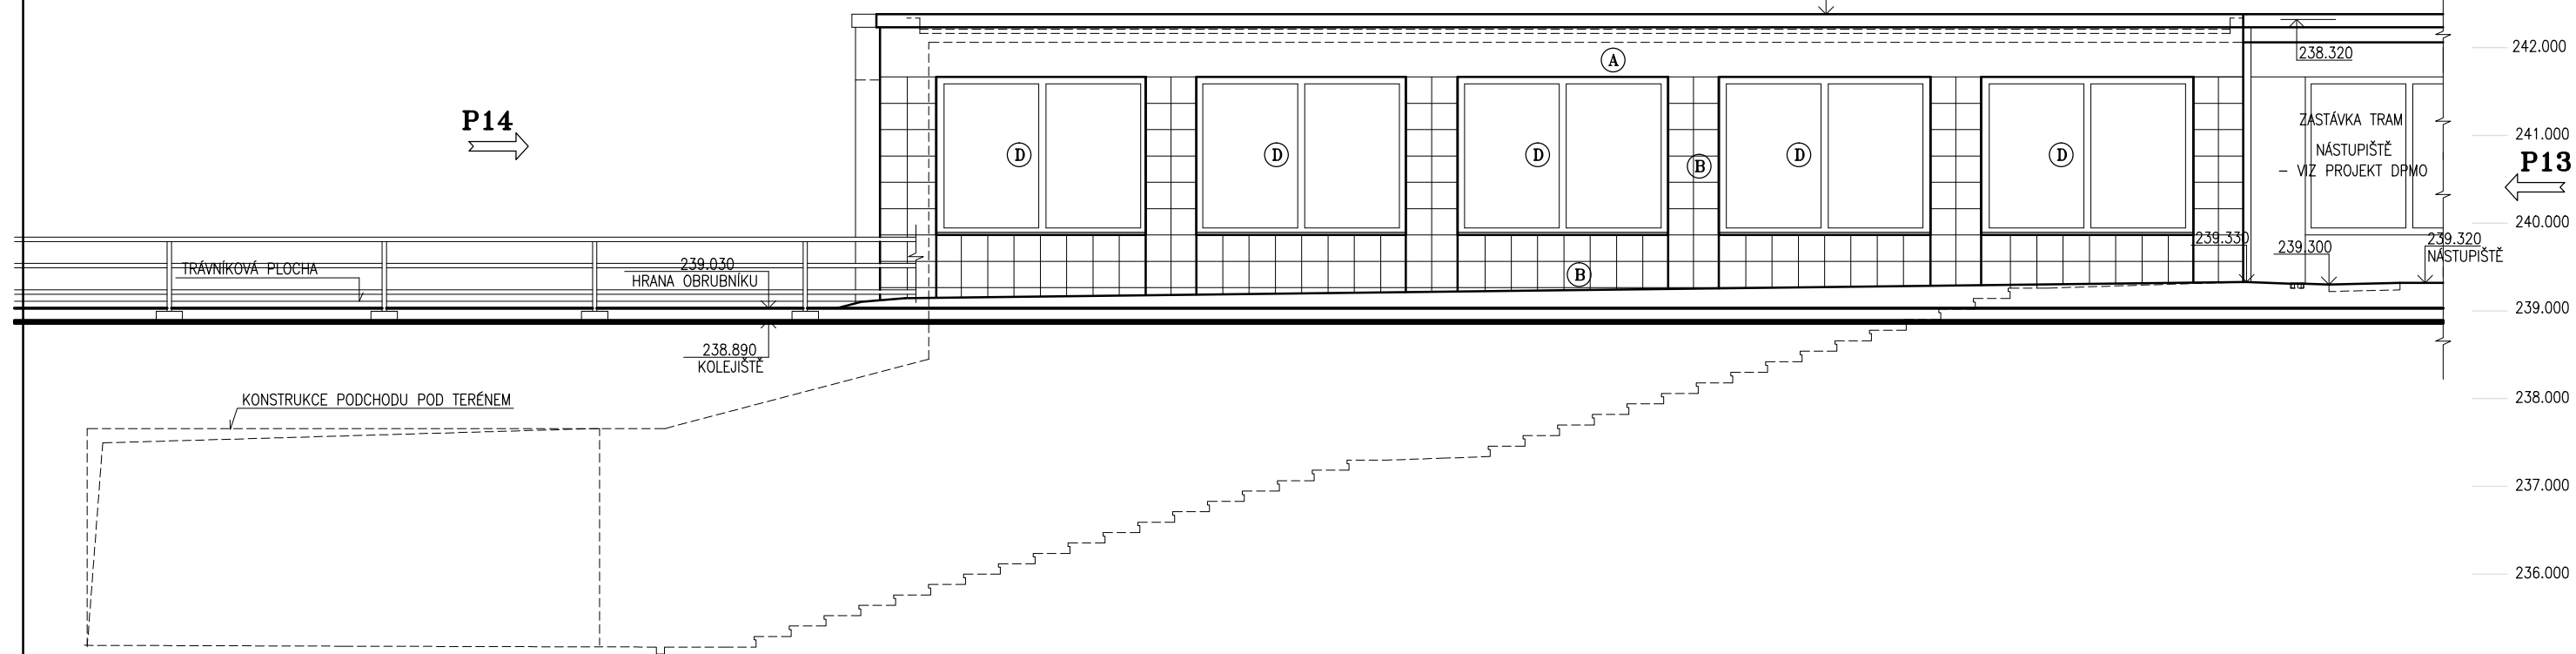 242.000
238.320
A
P14
ZASTÁVKA TRAM
NÁSTUPIŠTĚ
- VIZ PROJEKT DPMO
241.000
P13
D
D
D
B
D
D
240.000
239.330
239.300
239.320
NÁSTUPIŠTĚ
TRÁVNÍKOVÁ PLOCHA
239.030
HRANA OBRUBNÍKU
B
239.000
238.890
KOLEJIŠTĚ
KONSTRUKCE PODCHODU POD TERÉNEM
238.000
237.000
236.000